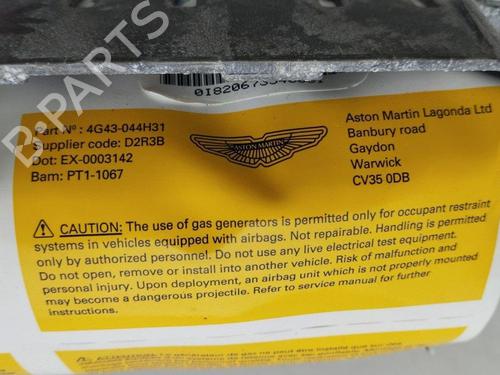 B-PARTS
Part Nº : 4G43-044H31
Supplier code: D2R3B
Dot: EX-0003142
Bam: PT1-1067
ASTON MARTIN
Aston Martin Lagonda Ltd
Banbury road
Gaydon
Warwick
CV35 0DB
⚠ CAUTION: The use of gas generators is permitted only for occupant restraint
systems in vehicles equipped with airbags. Not repairable. Handling is permitted
only by authorized personnel. Do not use any live electrical test equipment.
Do not open, remove or install into another vehicle. Risk of malfunction and
personal injury. Upon deployment, an airbag unit which is not properly mounted
may become a dangerous projectile. Refer to service manual for further
instructions.